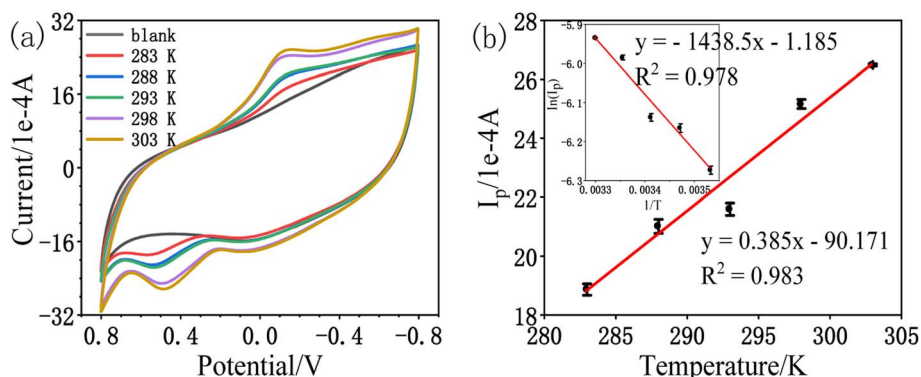 (a)
32
16
0
-16
-32
Current/1e-4A
blank
283 K
288 K
293 K
298 K
303 K
0.8
0.4
0.0
-0.4
-0.8
Potential/V
(b)
28
26
24
22
20
18
Iₚ/1e-4A
-5.9
-6.0
-6.1
-6.2
-6.3
ln(Iₚ)
y = - 1438.5x - 1.185
R² = 0.978
0.0033
0.0034
0.0035
1/T
y = 0.385x - 90.171
R² = 0.983
280
285
290
295
300
305
Temperature/K